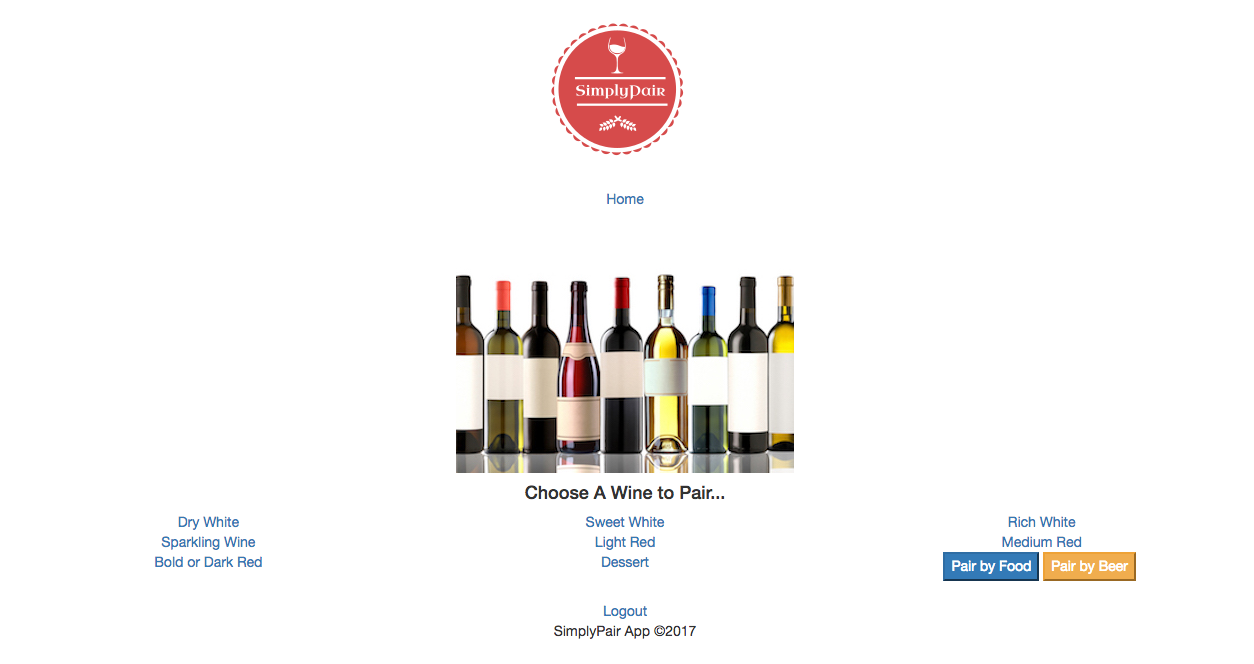 SimplyPair
Home
Choose A Wine to Pair...
Dry White
Sweet White
Rich White
Sparkling Wine
Light Red
Medium Red
Bold or Dark Red
Dessert
Pair by Food
Pair by Beer
Logout
SimplyPair App ©2017